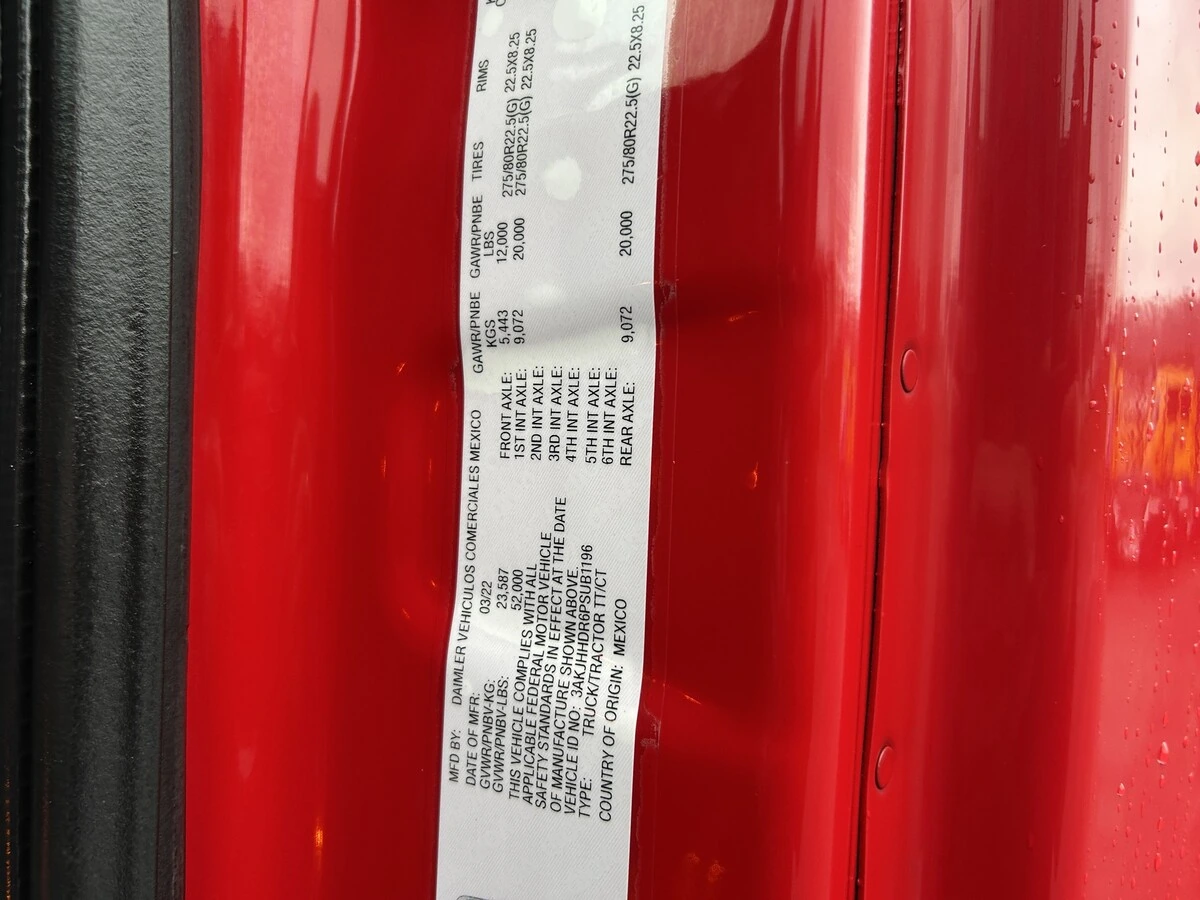 MFD BY: DAIMLER VEHICULOS COMERCIALES MEXICO
DATE OF MFR: 03/22
GVWR/PNBV-KG: 23,587
GVWR/PNBV-LBS: 52,000
THIS VEHICLE COMPLIES WITH ALL
APPLICABLE FEDERAL MOTOR VEHICLE
SAFETY STANDARDS IN EFFECT AT THE DATE
OF MANUFACTURE SHOWN ABOVE.
VEHICLE ID NO: 3AKJHHDR6PSUB1196
TYPE: TRUCK/TRACTOR TT/CT
COUNTRY OF ORIGIN: MEXICO
GAWR/PNBE GAWR/PNBE TIRES RIMS
KGS LBS
FRONT AXLE: 5,443 12,000 275/80R22.5(G) 22.5X8.25
1ST INT AXLE: 9,072 20,000 275/80R22.5(G) 22.5X8.25
2ND INT AXLE:
3RD INT AXLE:
4TH INT AXLE:
5TH INT AXLE:
6TH INT AXLE:
REAR AXLE: 9,072 20,000 275/80R22.5(G) 22.5X8.25